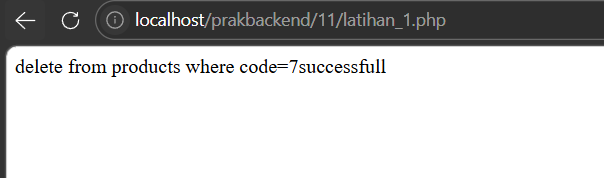 localhost/prakbackend/11/latihan_1.php
delete from products where code=7successfull